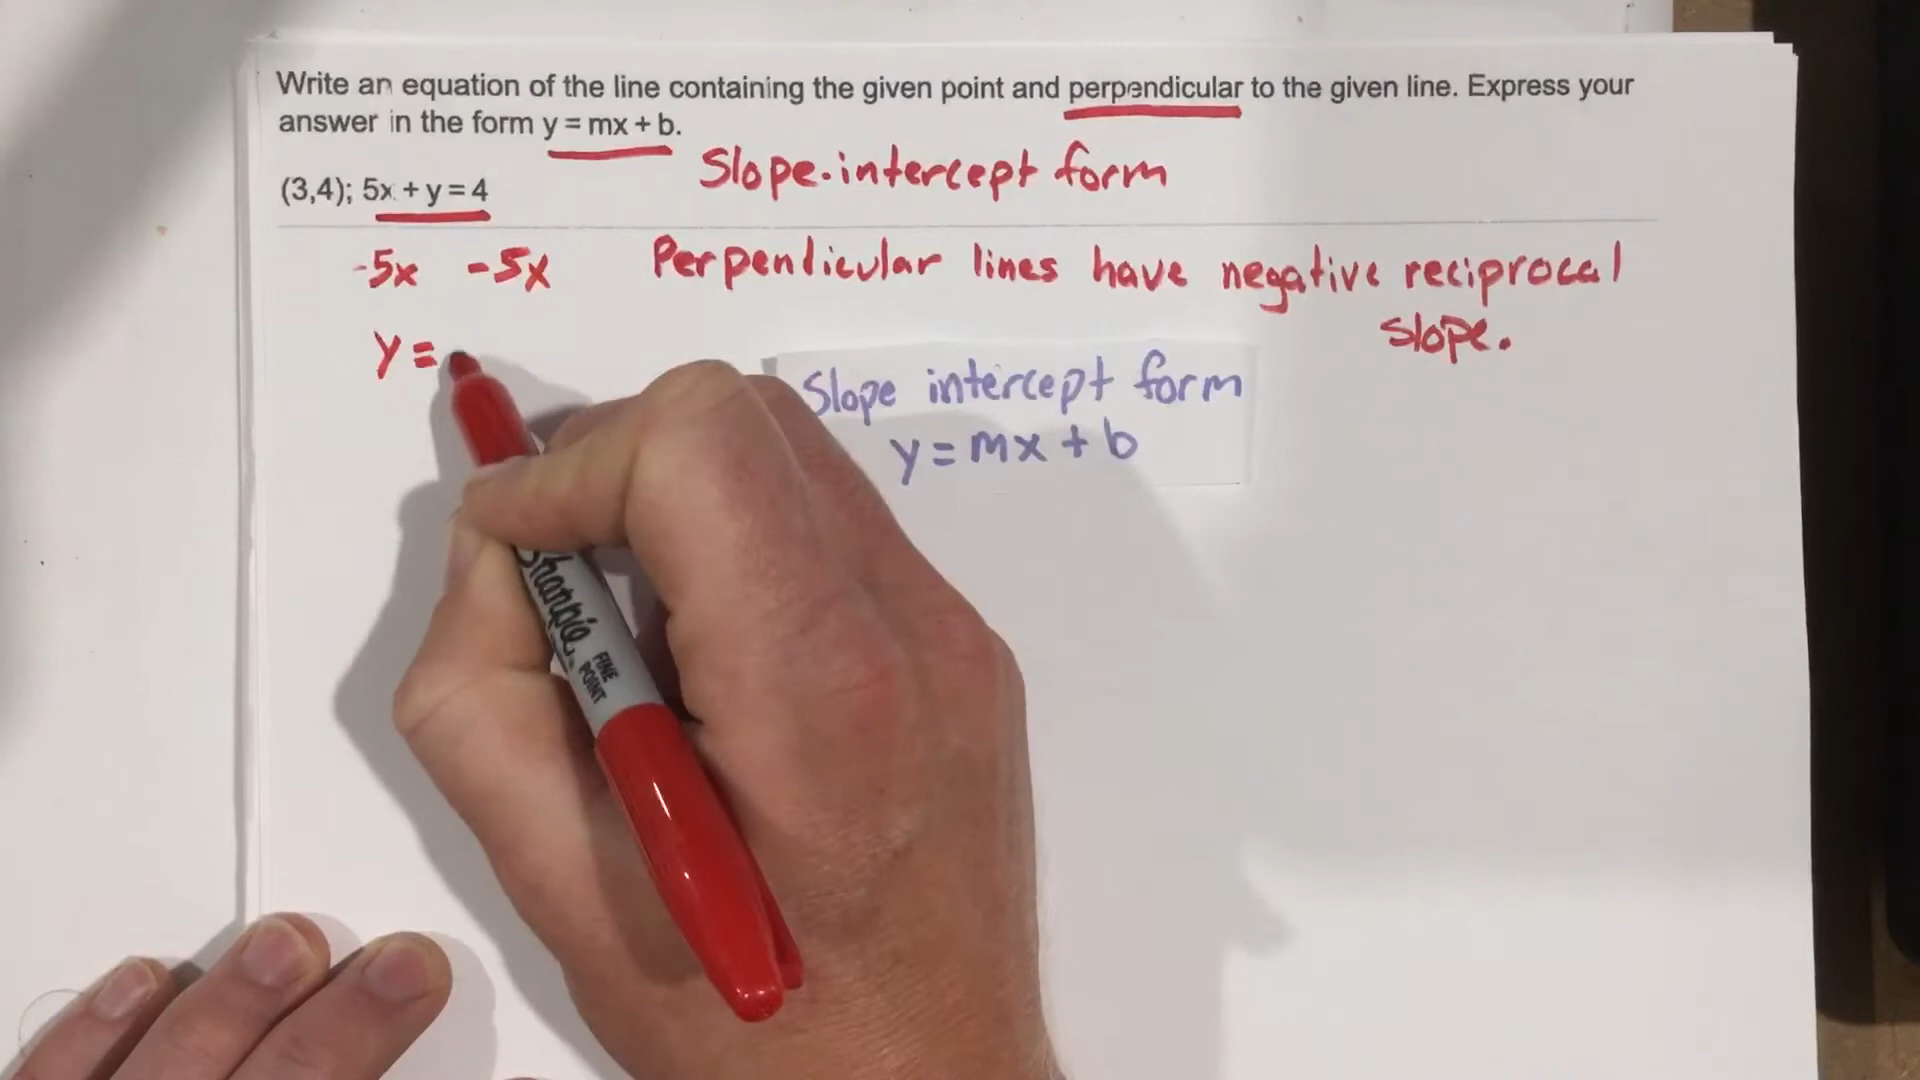 Write an equation of the line containing the given point and perpendicular to the given line. Express your
answer in the form y = mx + b.
Slope-intercept form
(3,4); 5x + y = 4
-5x -5x
Perpendicular lines have negative reciprocal
slope.
y =
Slope intercept form
y = mx + b
Sharpie
FINE
POINT